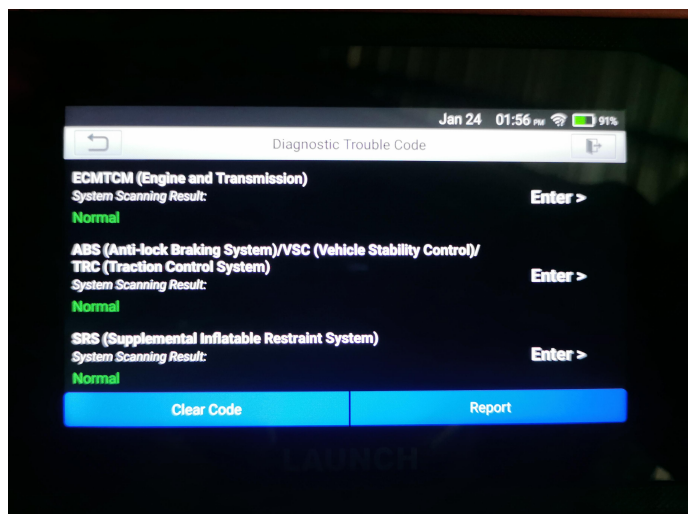 Jan 24 01:56 PM 91%
Diagnostic Trouble Code
ECMTCM (Engine and Transmission)
System Scanning Result:
Enter >
Normal
ABS (Anti-lock Braking System)/VSC (Vehicle Stability Control)/
TRC (Traction Control System)
System Scanning Result:
Enter >
Normal
SRS (Supplemental Inflatable Restraint System)
System Scanning Result:
Enter >
Normal
Clear Code Report
LAUNCH